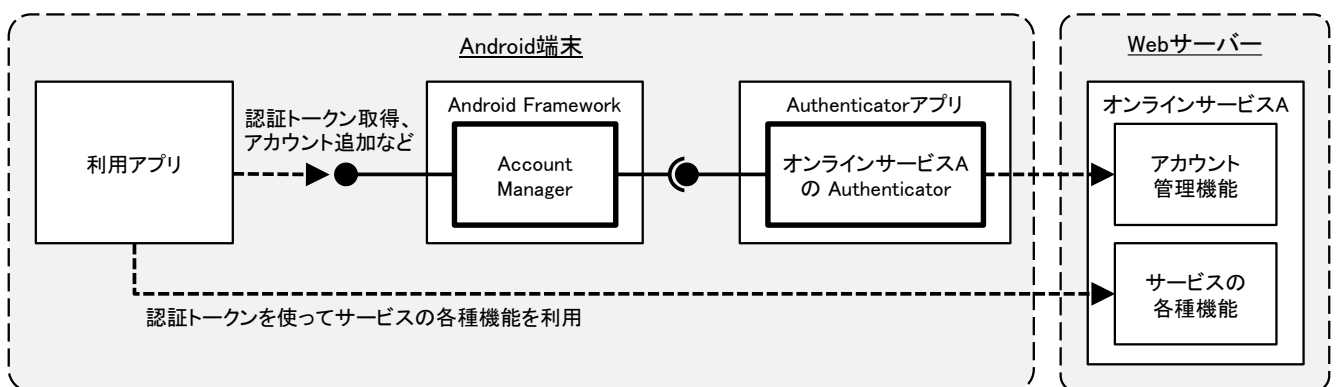 Android端末
Webサーバー
利用アプリ
認証トークン取得、
アカウント追加など
Android Framework
Account
Manager
Authenticatorアプリ
オンラインサービスA
の Authenticator
オンラインサービスA
アカウント
管理機能
サービスの
各種機能
認証トークンを使ってサービスの各種機能を利用